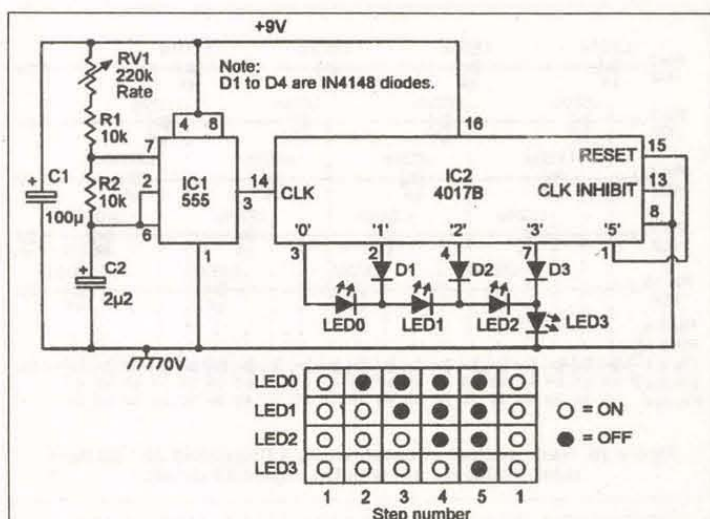 +9V
RV1
220k
Rate
Note:
D1 to D4 are IN4148 diodes.
R1
10k
4 8
16
7
15
RESET
C1
R2
10k
2
IC1
555
14
3
CLK
IC2
4017B
13
CLK INHIBIT
8
100µ
6
'0' '1' '2' '3' '5'
1
3 2 4 7 1
C2
2µ2
D1 D2 D3
LED0 LED1 LED2 LED3
0V
LED0
LED1
LED2
LED3
= ON
= OFF
1 2 3 4 5 1
Step number